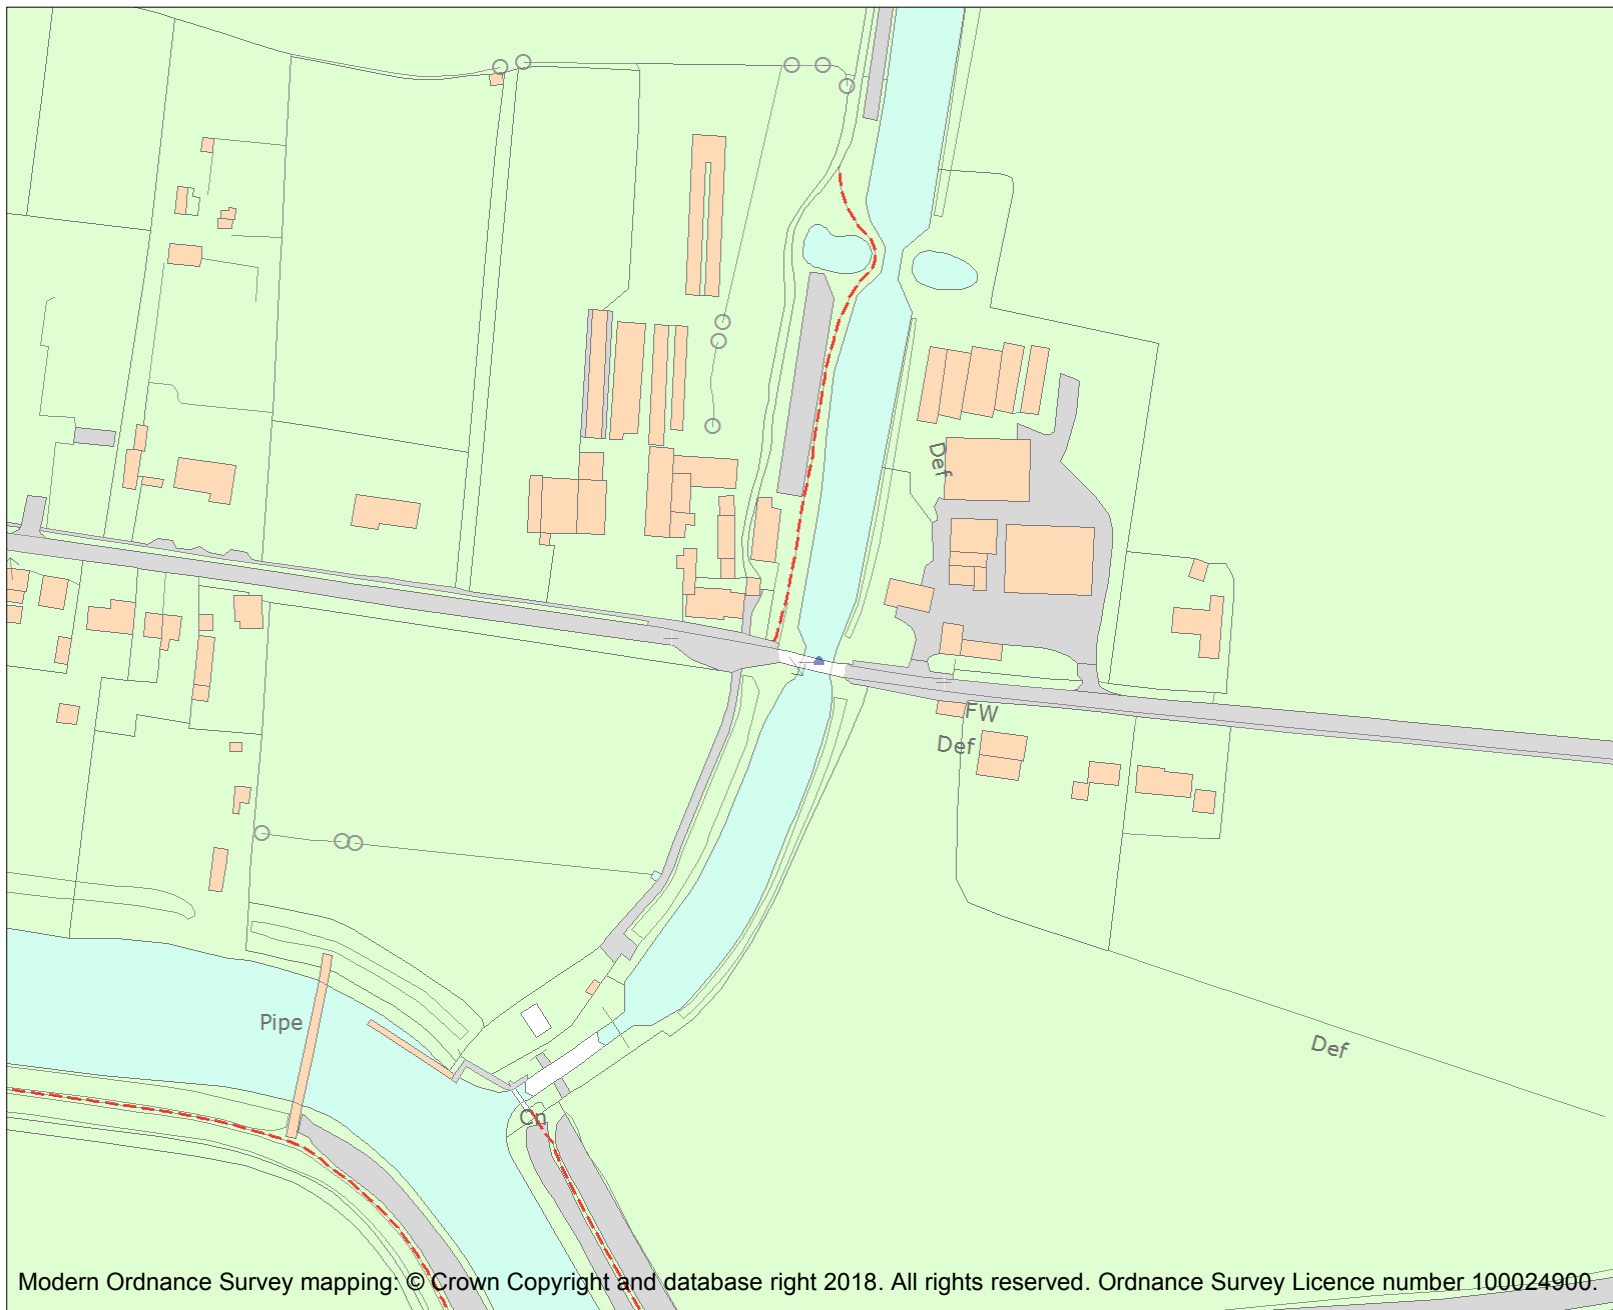 Def
FW
Def
Pipe
Def
Cn
Modern Ordnance Survey mapping: © Crown Copyright and database right 2018. All rights reserved. Ordnance Survey Licence number 100024900.